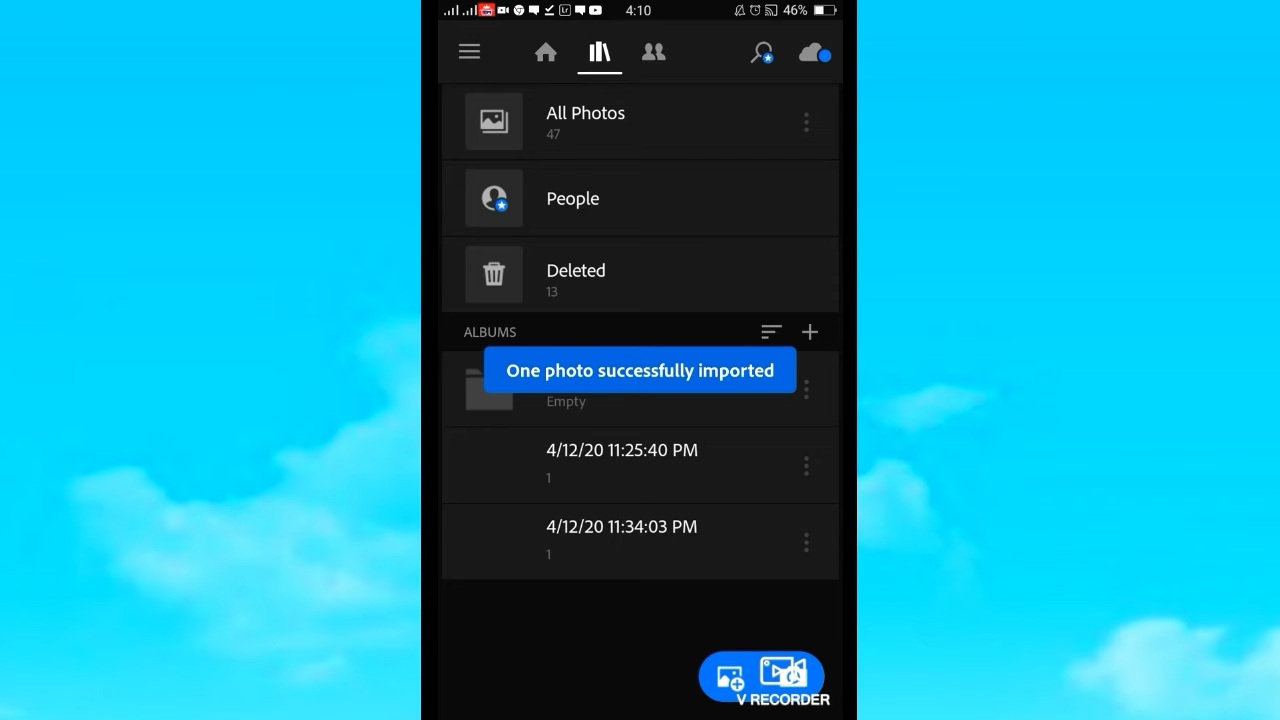 4:10
46%
Lr
All Photos
47
People
Deleted
13
ALBUMS
One photo successfully imported
Empty
4/12/20 11:25:40 PM
1
4/12/20 11:34:03 PM
1
V RECORDER